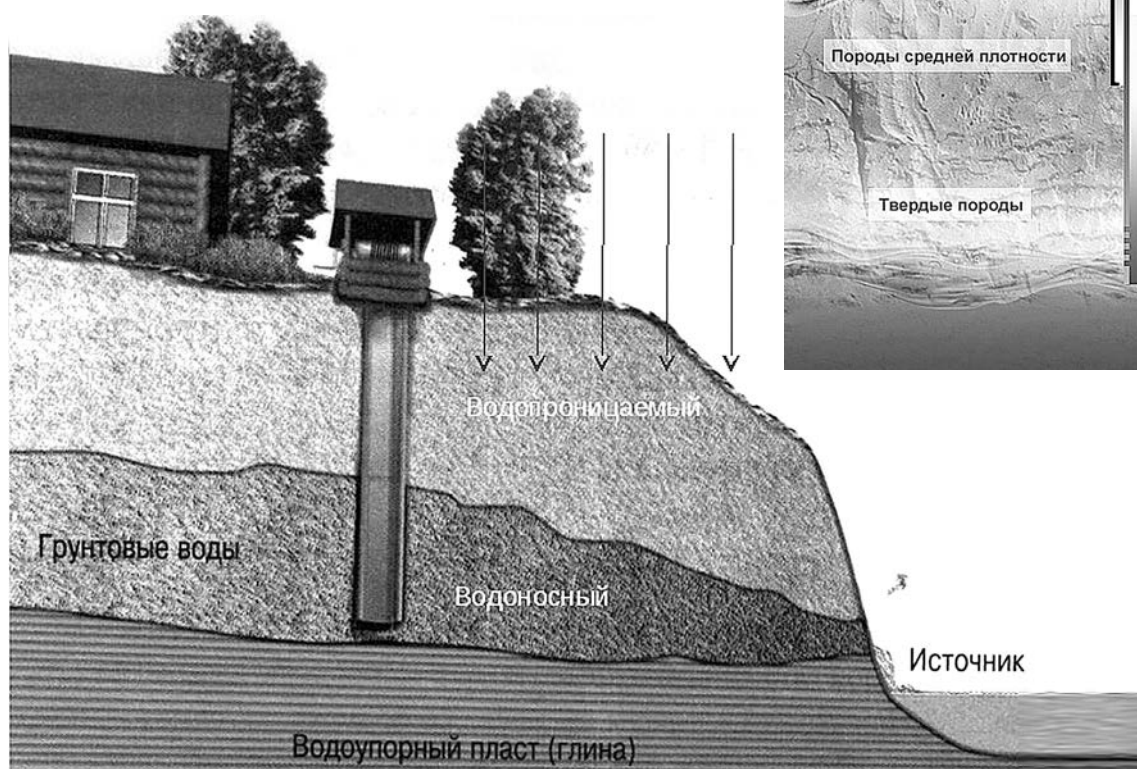 Породы средней плотности
Твердые породы
Водопроницаемый
Грунтовые воды
Водоносный
Источник
Водоупорный пласт (глина)